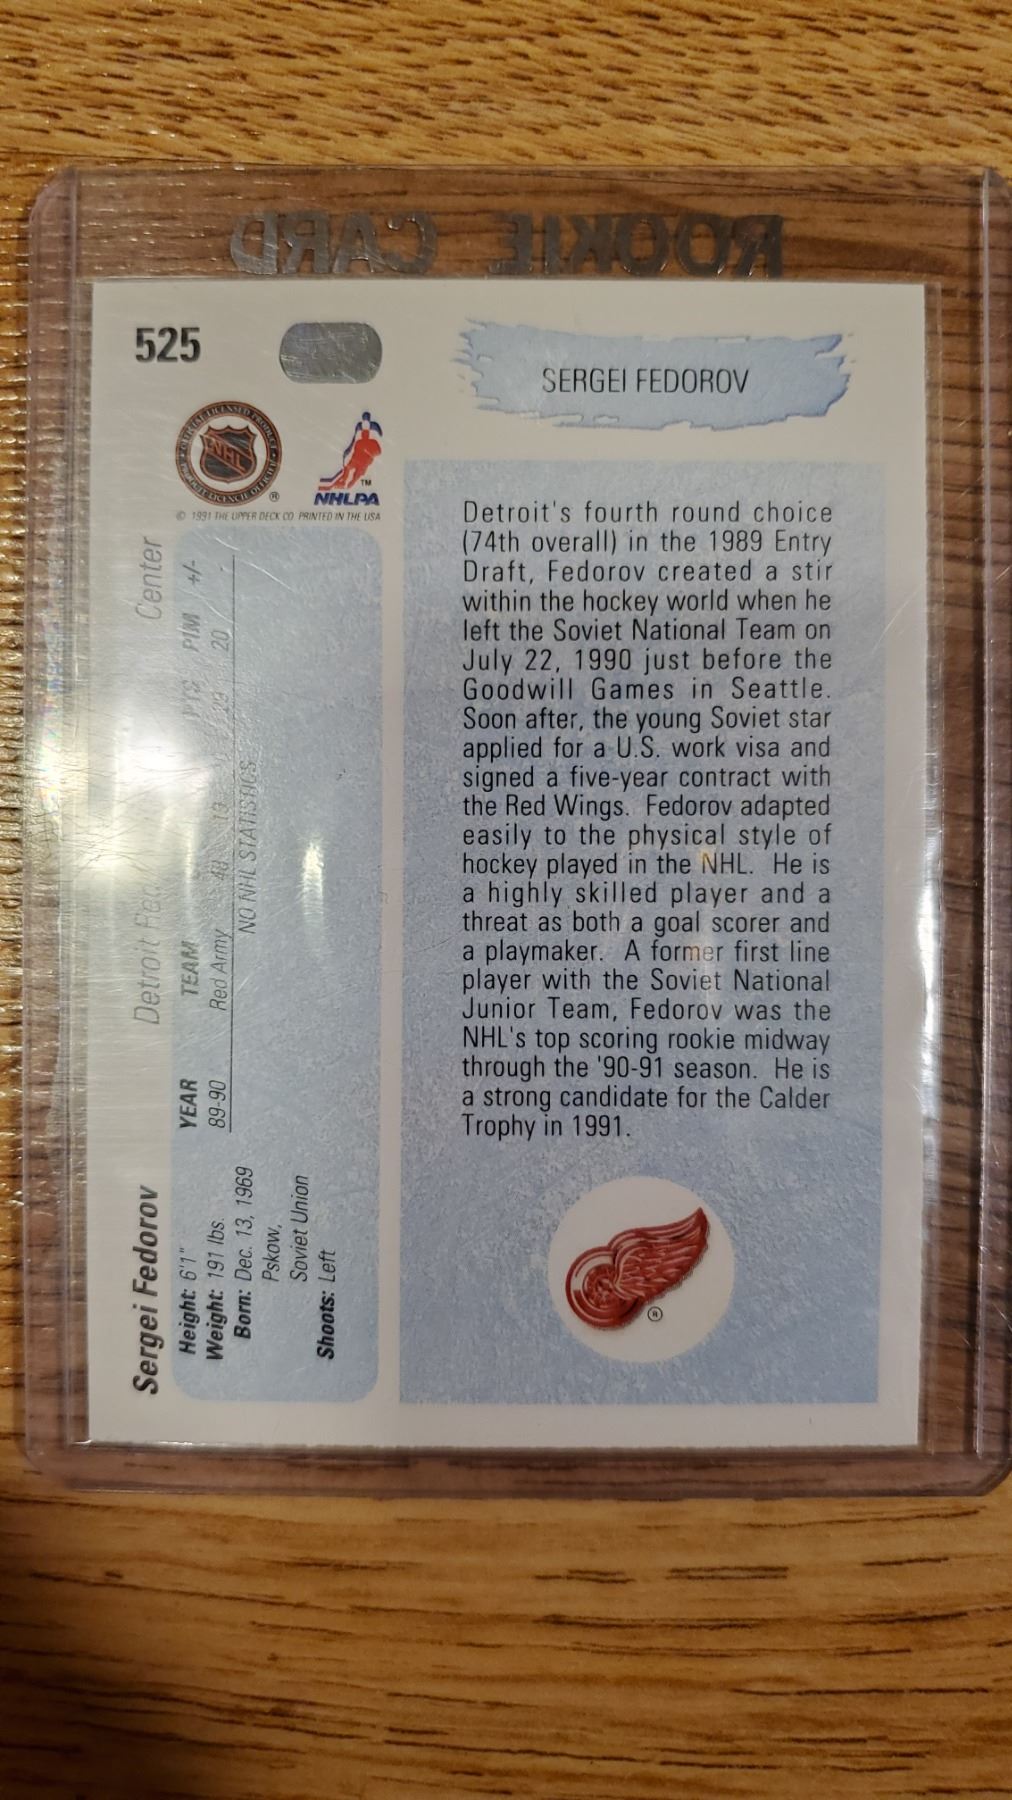 ROOKIE CARD
525
SERGEI FEDOROV
NHL
NHLPA
TM
®
© 1991 THE UPPER DECK CO. PRINTED IN THE USA
Detroit's fourth round choice
(74th overall) in the 1989 Entry
Draft, Fedorov created a stir
within the hockey world when he
left the Soviet National Team on
July 22, 1990 just before the
Goodwill Games in Seattle.
Soon after, the young Soviet star
applied for a U.S. work visa and
signed a five-year contract with
the Red Wings. Fedorov adapted
easily to the physical style of
hockey played in the NHL. He is
a highly skilled player and a
threat as both a goal scorer and
a playmaker. A former first line
player with the Soviet National
Junior Team, Fedorov was the
NHL's top scoring rookie midway
through the '90-91 season. He is
a strong candidate for the Calder
Trophy in 1991.
®
Sergei Fedorov Detroit Center
Height: 6'1"
Weight: 191 lbs.
Born: Dec. 13, 1969
Pskow,
Soviet Union
Shoots: Left
YEAR TEAM PTS PIM +/-
89-90 Red Army 48 19 29 20 -
NO NHL STATISTICS